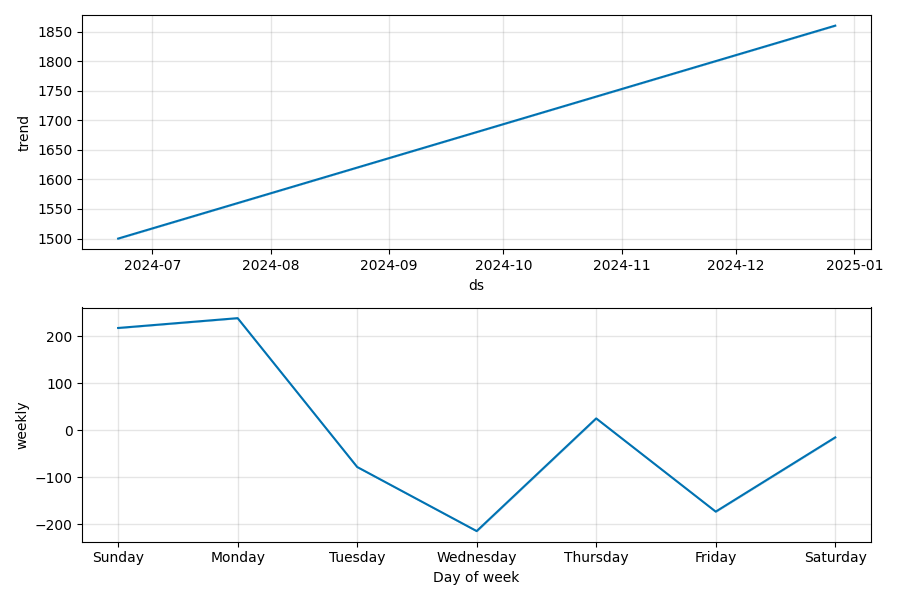 1850
1800
1750
1700
1650
1600
1550
1500
trend
2024-07 2024-08 2024-09 2024-10 2024-11 2024-12 2025-01
ds
200
100
0
−100
−200
weekly
Sunday Monday Tuesday Wednesday Thursday Friday Saturday
Day of week